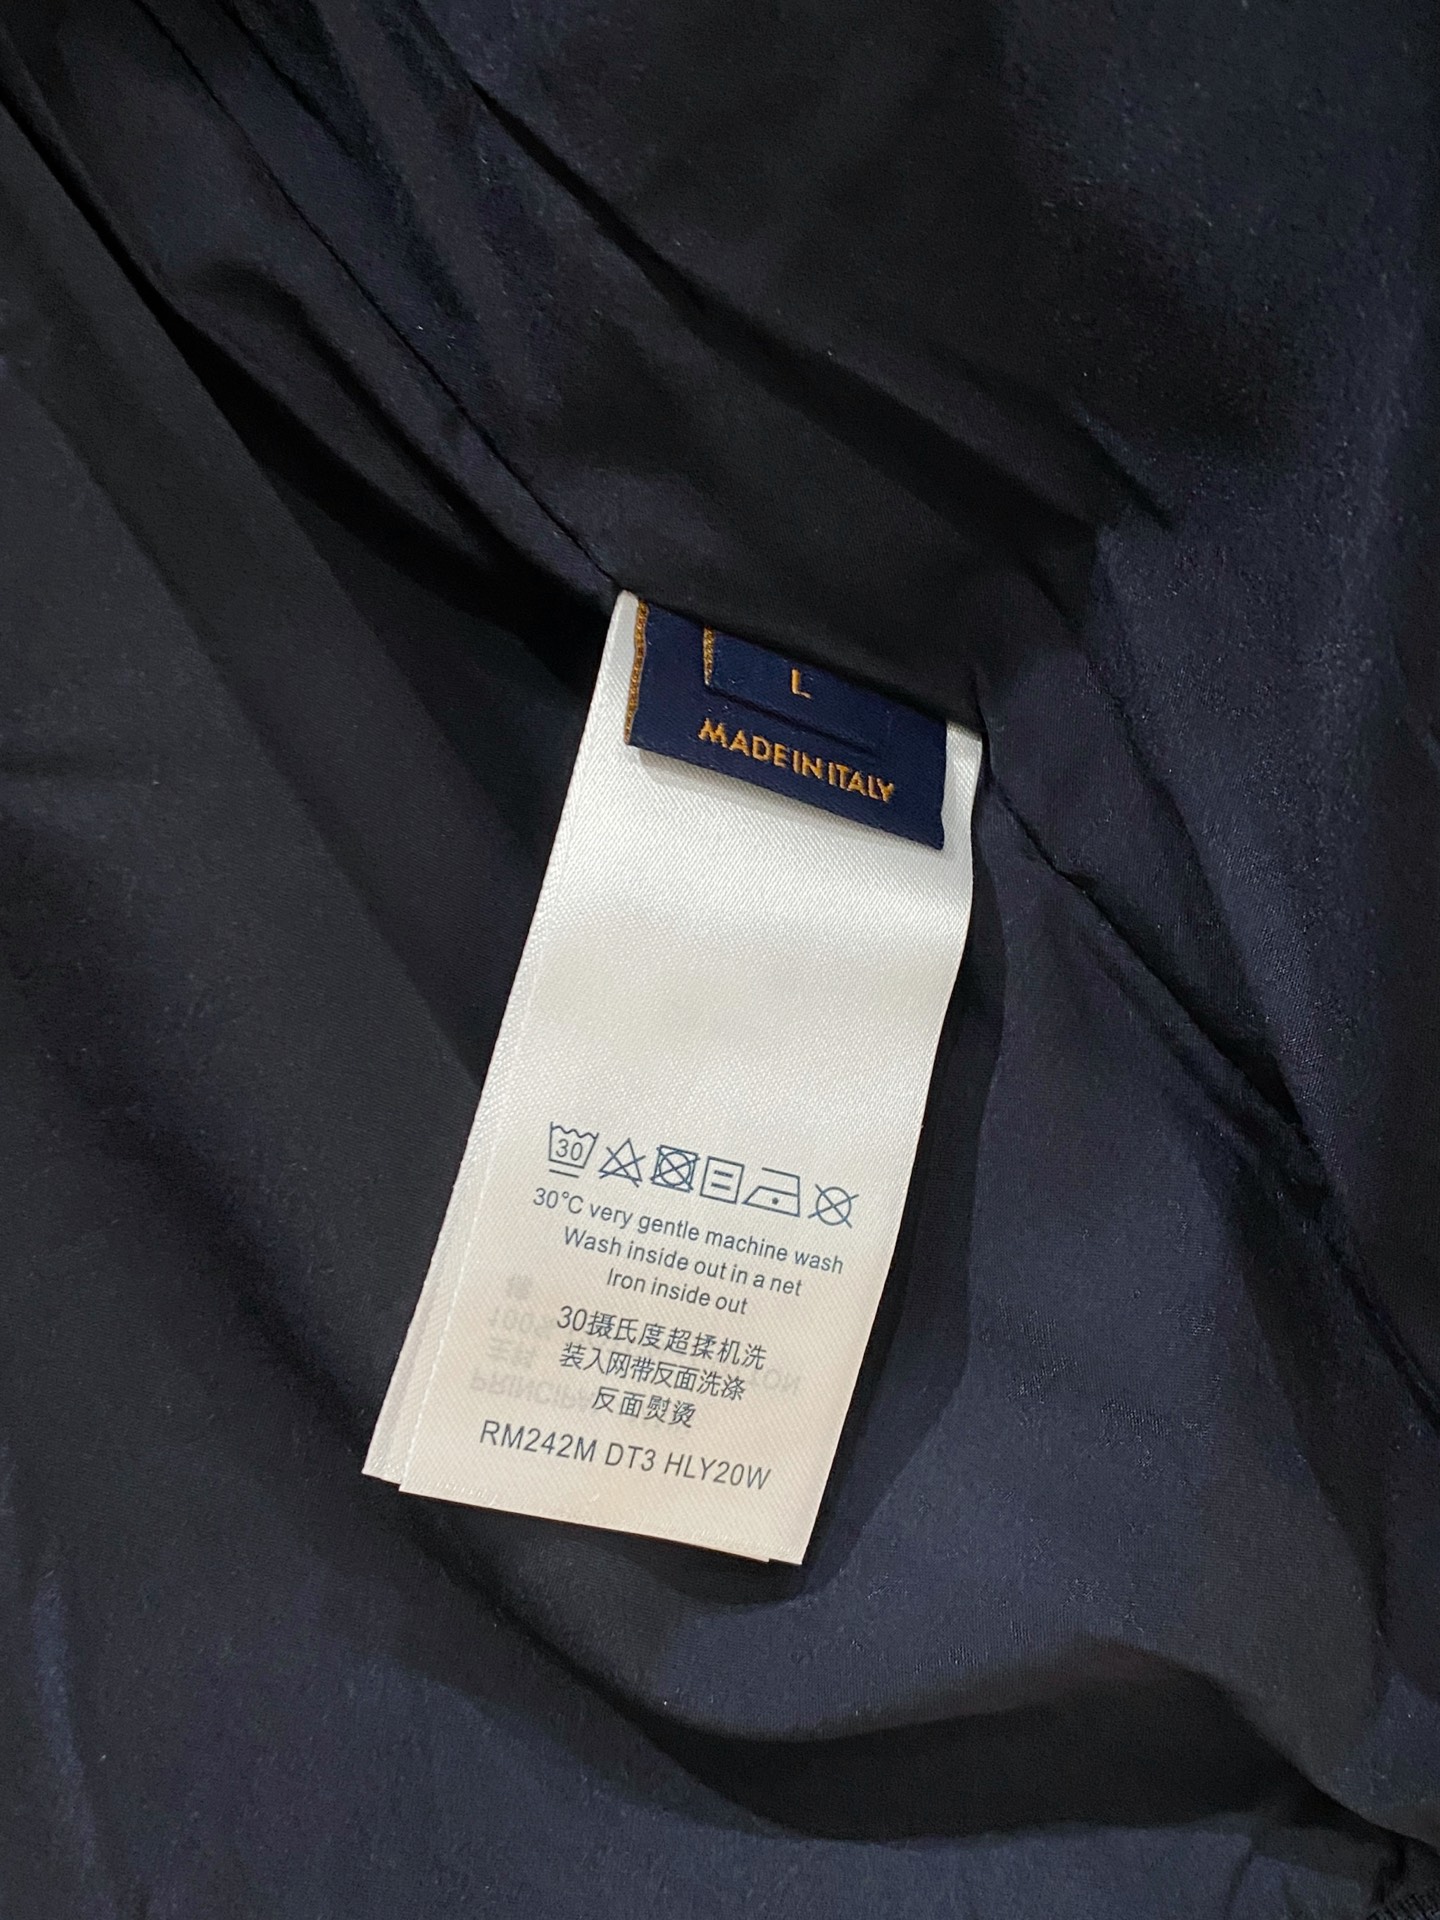 L
MADE IN ITALY
30
30°C very gentle machine wash
Wash inside out in a net
Iron inside out
30摄氏度超揉机洗
装入网带反面洗涤
反面熨烫
RM242M DT3 HLY20W